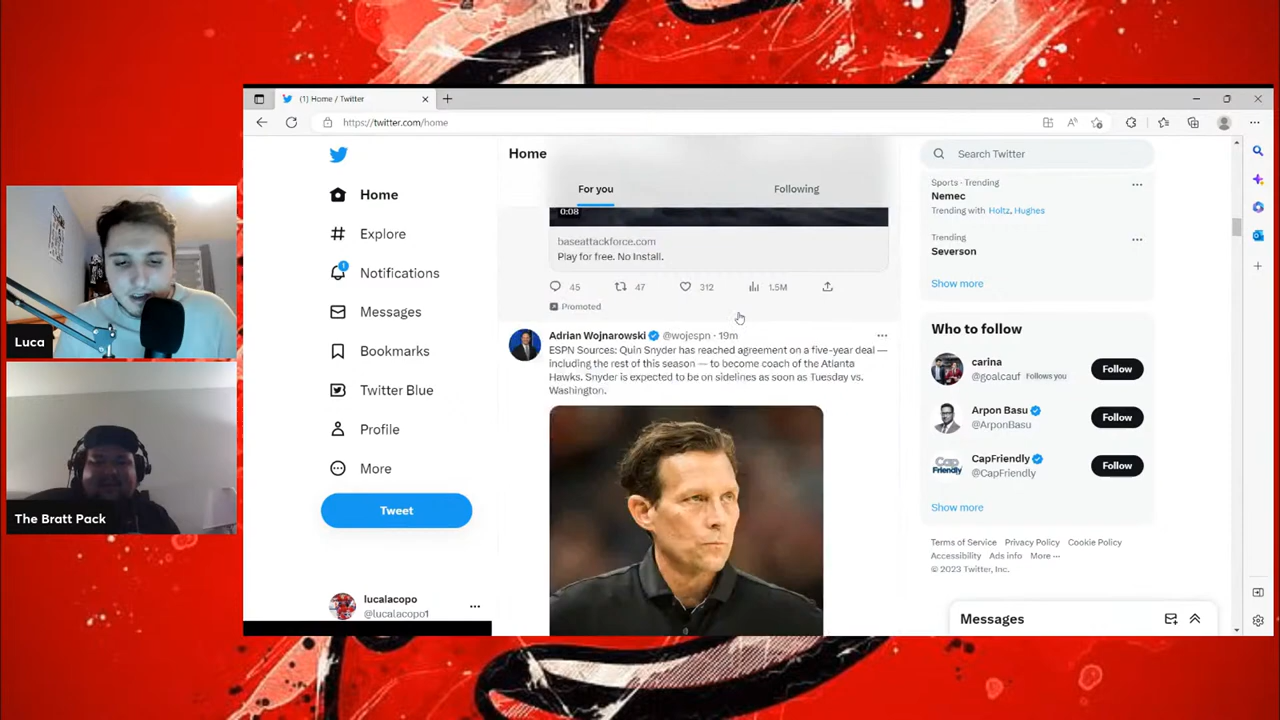 (1) Home / Twitter
https://twitter.com/home
Home
Explore
1
Notifications
Messages
Bookmarks
Twitter Blue
Profile
More
Tweet
lucalacopo
@lucalacopo1
Home
For you
Following
0:08
baseattackforce.com
Play for free. No Install.
45
47
312
1.5M
Promoted
Adrian Wojnarowski @wojespn · 19m
ESPN Sources: Quin Snyder has reached agreement on a five-year deal —
including the rest of this season — to become coach of the Atlanta
Hawks. Snyder is expected to be on sidelines as soon as Tuesday vs.
Washington.
Search Twitter
Sports · Trending
Nemec
Trending with Holtz, Hughes
Trending
Severson
Show more
Who to follow
carina
@goalcauf Follows you
Follow
Arpon Basu
@ArponBasu
Follow
CapFriendly
@CapFriendly
Follow
Cap
Friendly
Show more
Terms of Service Privacy Policy Cookie Policy
Accessibility Ads info More ···
© 2023 Twitter, Inc.
Messages
Luca
The Bratt Pack